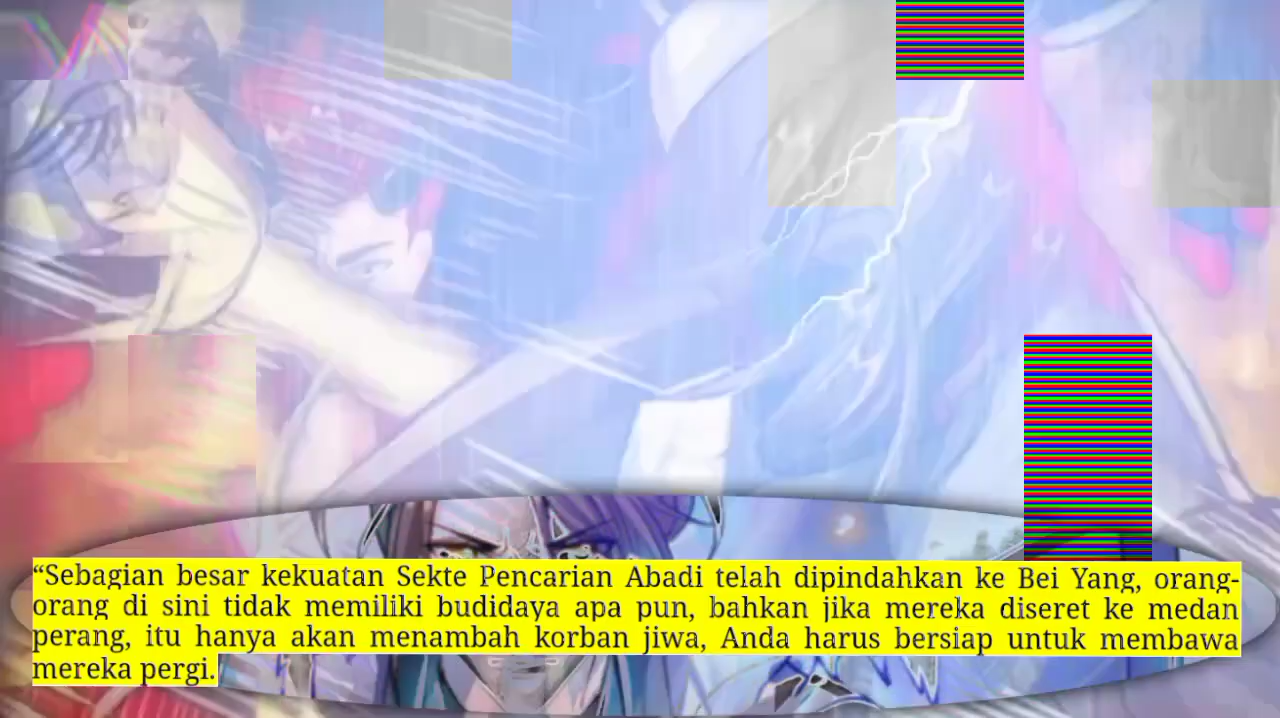 “Sebagian besar kekuatan Sekte Pencarian Abadi telah dipindahkan ke Bei Yang, orang-
orang di sini tidak memiliki budidaya apa pun, bahkan jika mereka diseret ke medan
perang, itu hanya akan menambah korban jiwa, Anda harus bersiap untuk membawa
mereka pergi.